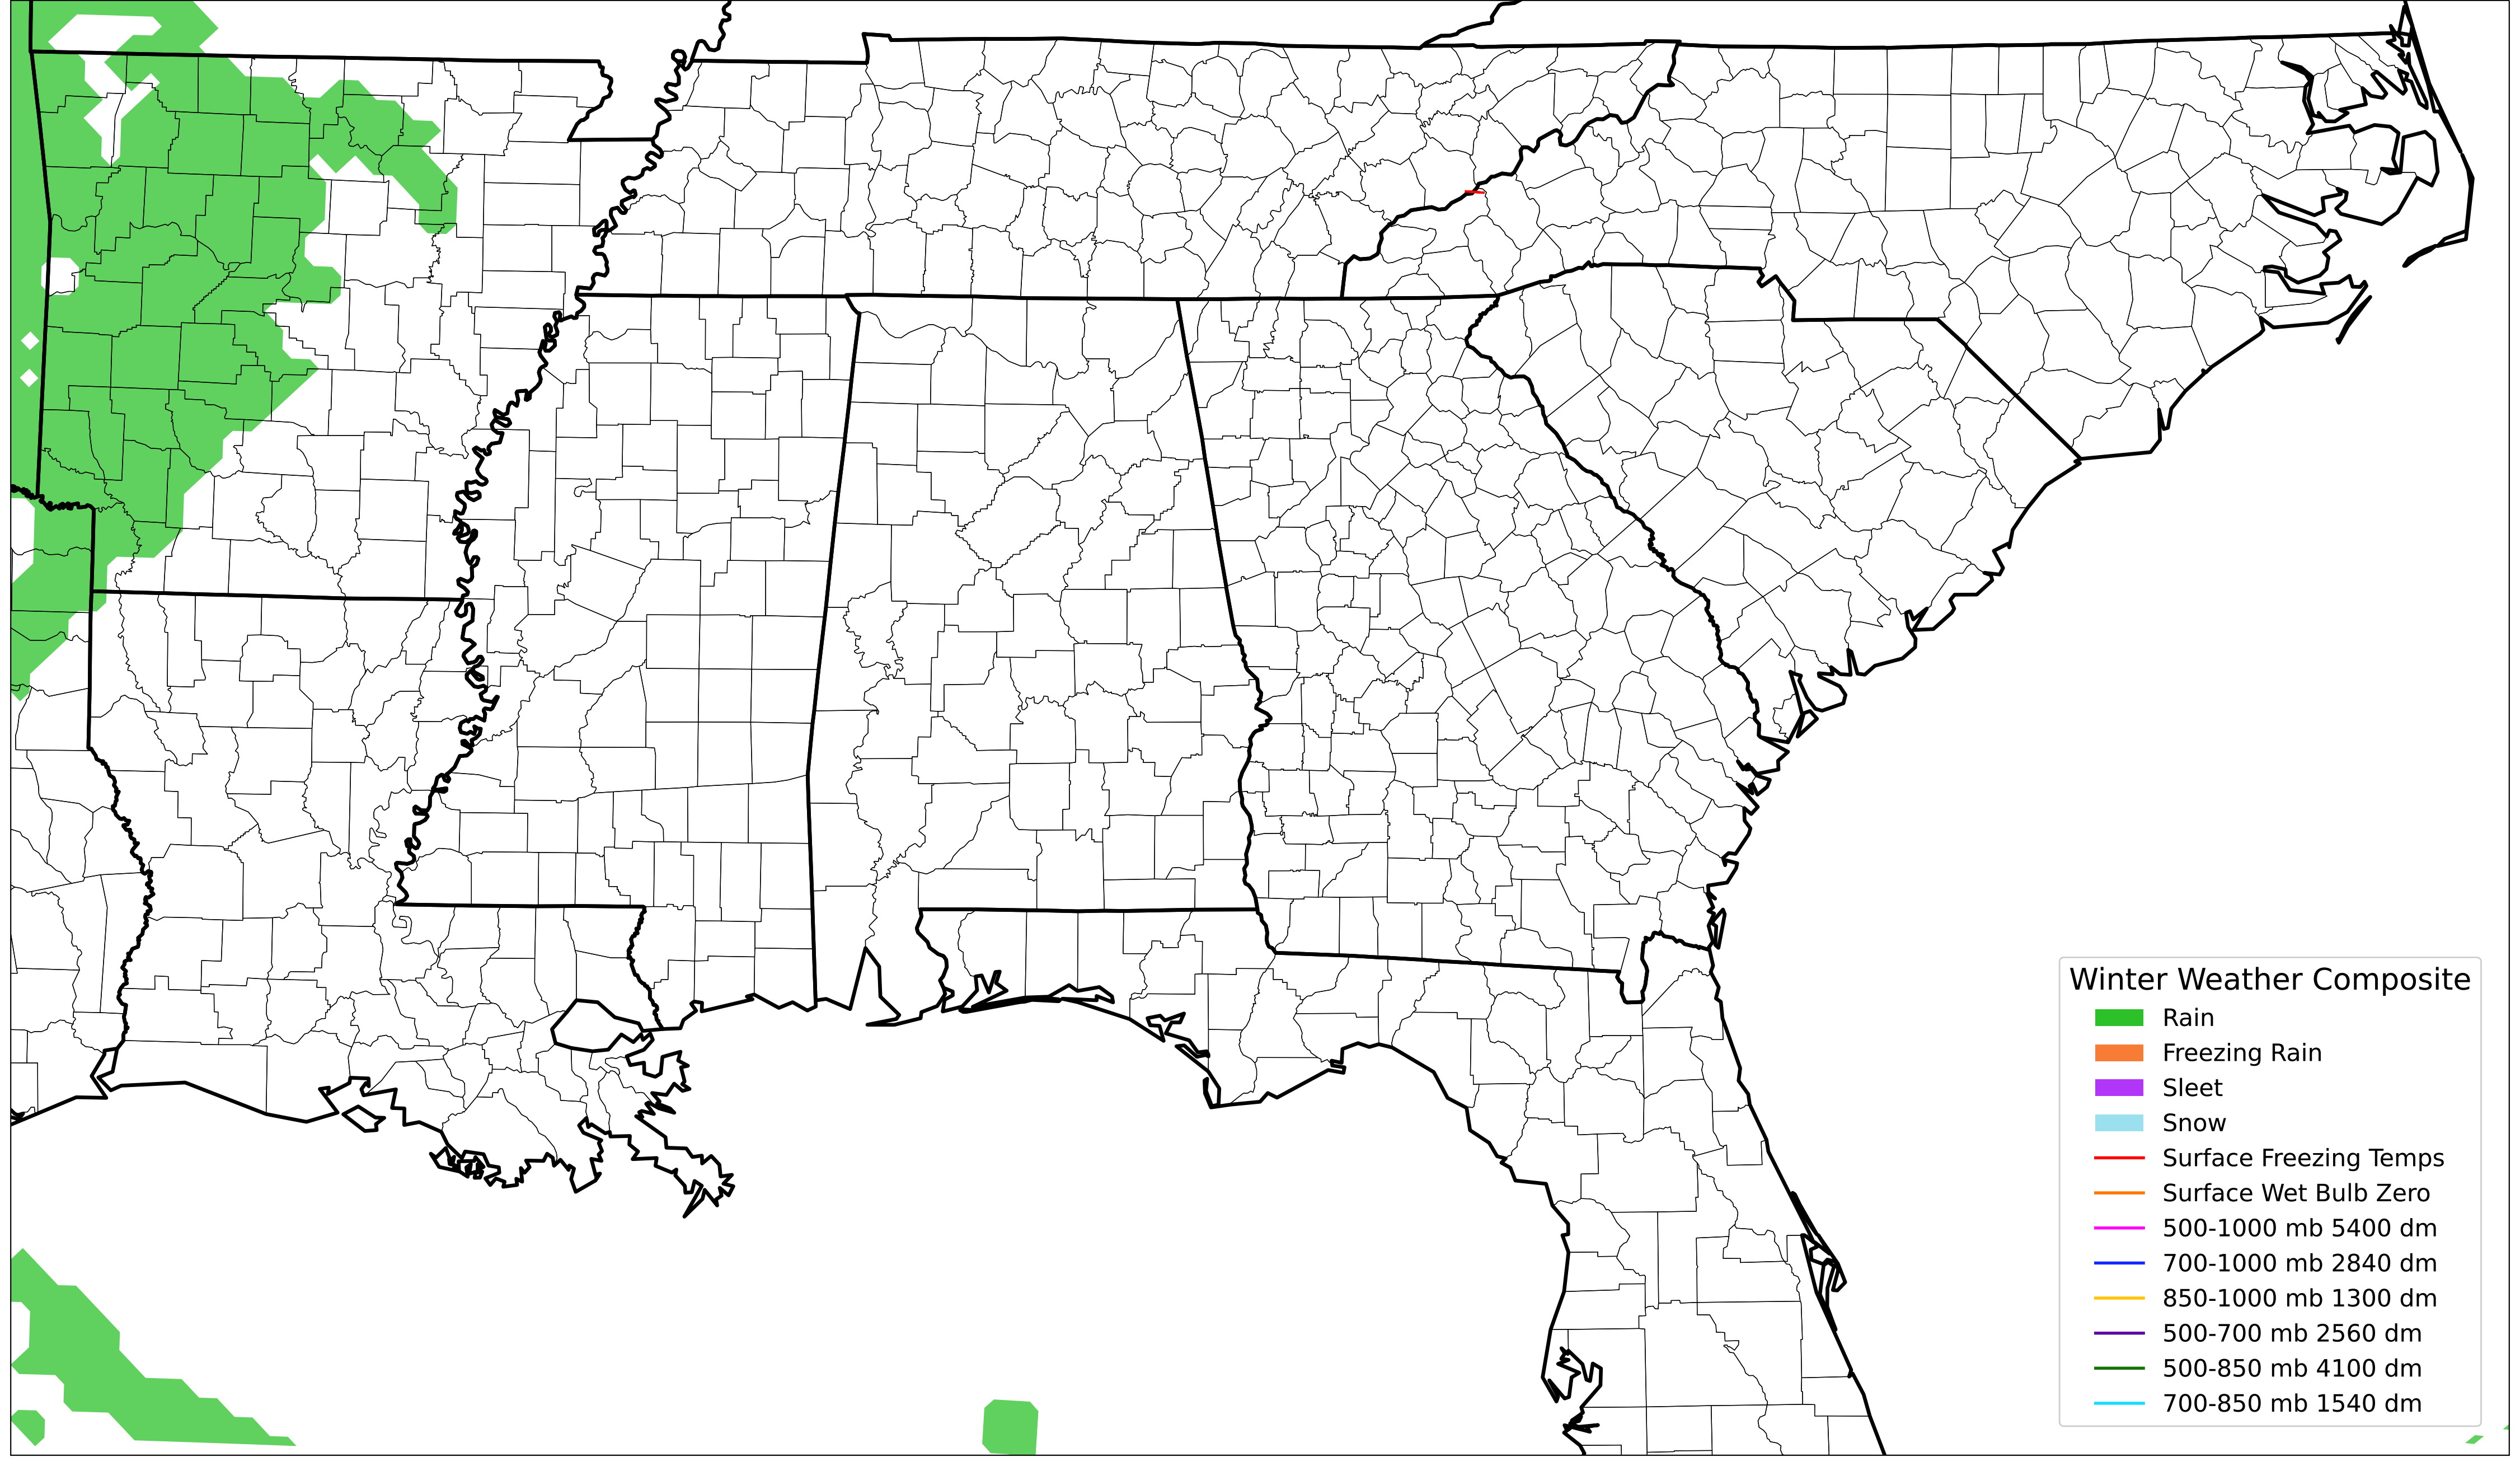 Winter Weather Composite
Rain
Freezing Rain
Sleet
Snow
Surface Freezing Temps
Surface Wet Bulb Zero
500-1000 mb 5400 dm
700-1000 mb 2840 dm
850-1000 mb 1300 dm
500-700 mb 2560 dm
500-850 mb 4100 dm
700-850 mb 1540 dm